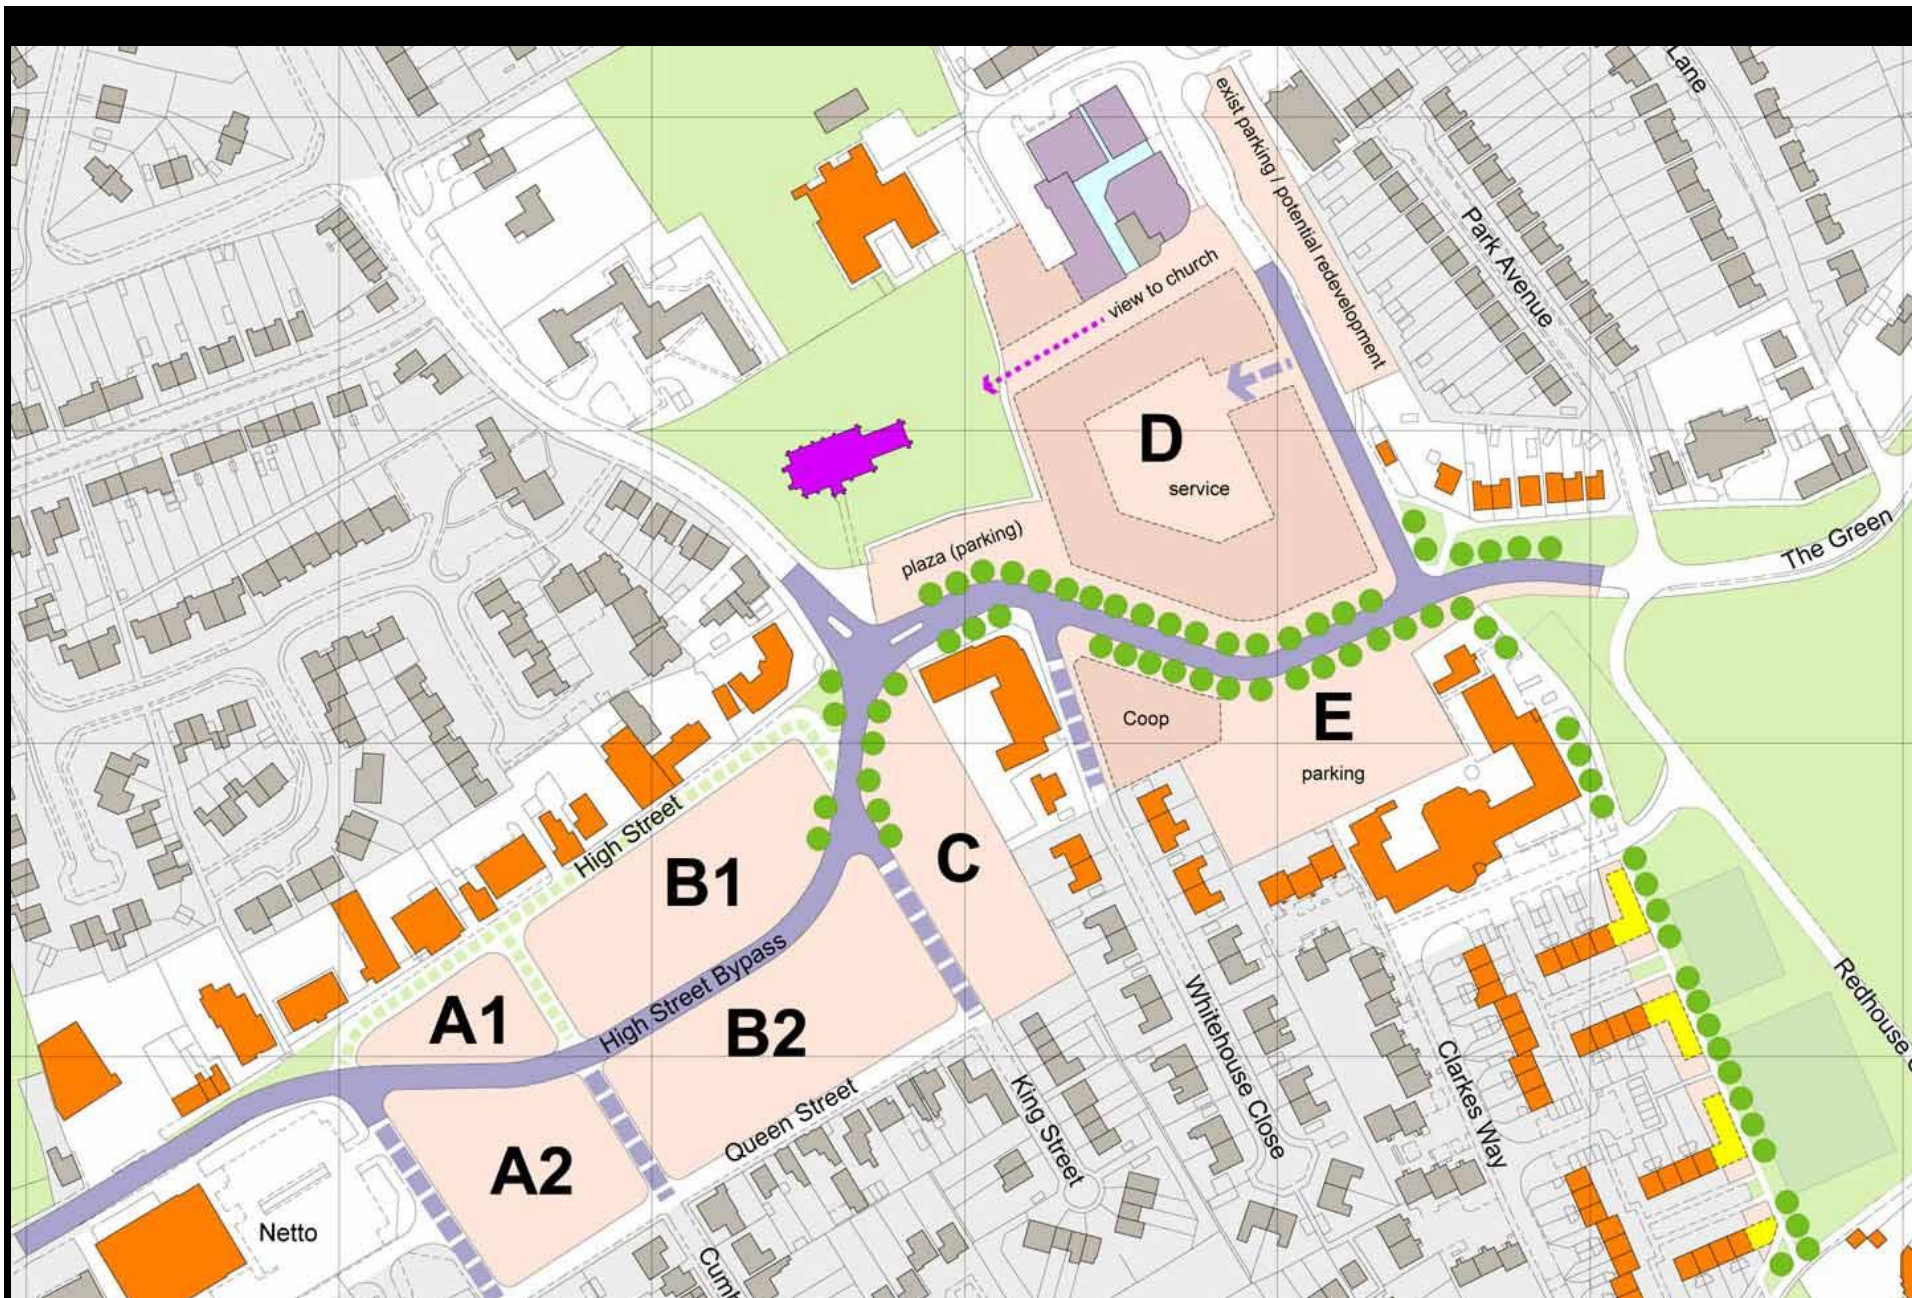 Lane
exist parking / potential redevelopment
Park Avenue
view to church
D
service
The Green
plaza (parking)
Coop
E
parking
High Street
B1
C
High Street Bypass
A1
B2
Whitehouse Close
Redhouse
Clarkes Way
King Street
Queen Street
A2
Netto